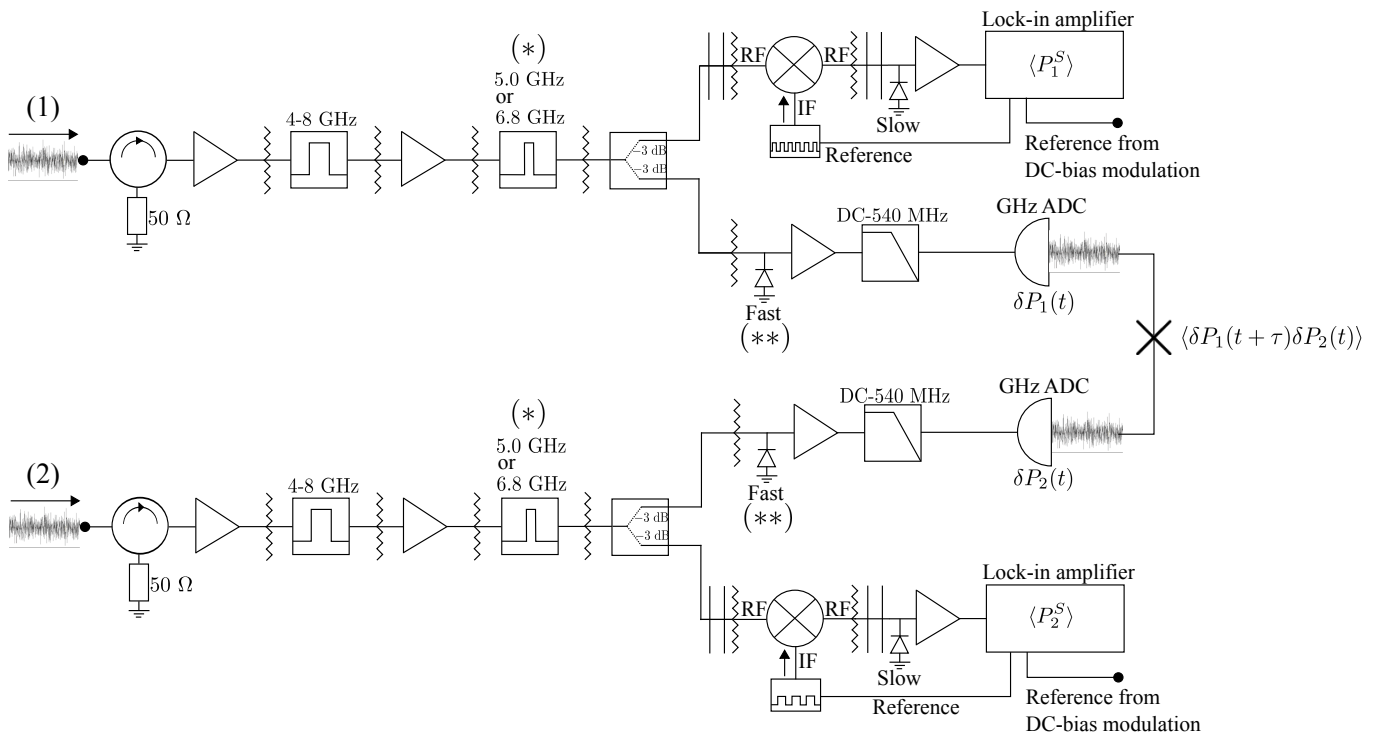 Lock-in amplifier
(∗)
⟨P₁ˢ⟩
RF
RF
5.0 GHz
or
6.8 GHz
(1)
4-8 GHz
IF
Slow
Reference
Reference from
DC-bias modulation
−3 dB
−3 dB
50 Ω
DC-540 MHz
GHz ADC
δP₁(t)
Fast
(∗∗)
⟨δP₁(t + τ)δP₂(t)⟩
DC-540 MHz
GHz ADC
(∗)
5.0 GHz
or
6.8 GHz
(2)
4-8 GHz
δP₂(t)
Fast
(∗∗)
−3 dB
−3 dB
50 Ω
Lock-in amplifier
⟨P₂ˢ⟩
RF
RF
IF
Slow
Reference
Reference from
DC-bias modulation